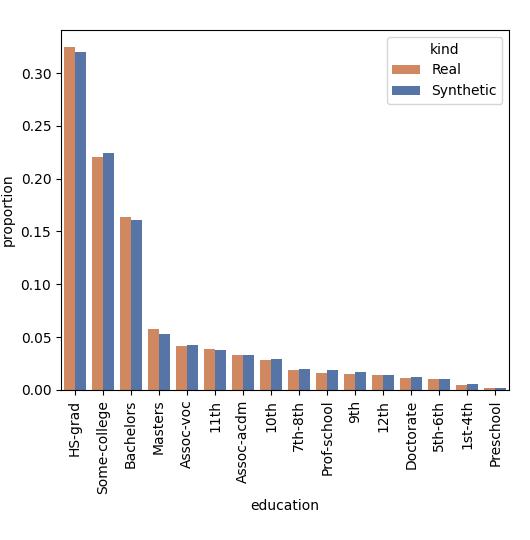 kind
Real
Synthetic
0.30
0.25
0.20
0.15
0.10
0.05
0.00
proportion
HS-grad
Some-college
Bachelors
Masters
Assoc-voc
11th
Assoc-acdm
10th
7th-8th
Prof-school
9th
12th
Doctorate
5th-6th
1st-4th
Preschool
education